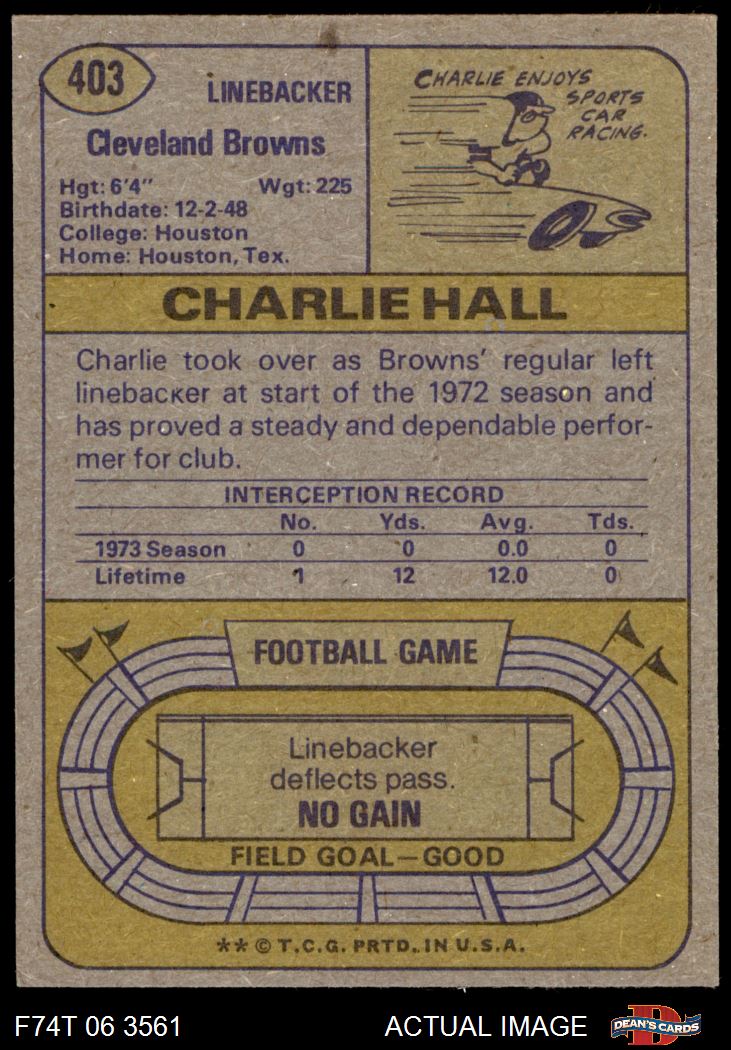 403
LINEBACKER
Cleveland Browns
Hgt: 6'4" Wgt: 225
Birthdate: 12-2-48
College: Houston
Home: Houston, Tex.
CHARLIE ENJOYS
SPORTS
CAR
RACING.
CHARLIE HALL
Charlie took over as Browns' regular left
linebacker at start of the 1972 season and
has proved a steady and dependable perfor-
mer for club.
INTERCEPTION RECORD
No. Yds. Avg. Tds.
1973 Season 0 0 0.0 0
Lifetime 1 12 12.0 0
FOOTBALL GAME
Linebacker
deflects pass.
NO GAIN
FIELD GOAL—GOOD
** © T.C.G. PRTD. IN U.S.A.
F74T 06 3561 ACTUAL IMAGE DEAN'S CARDS